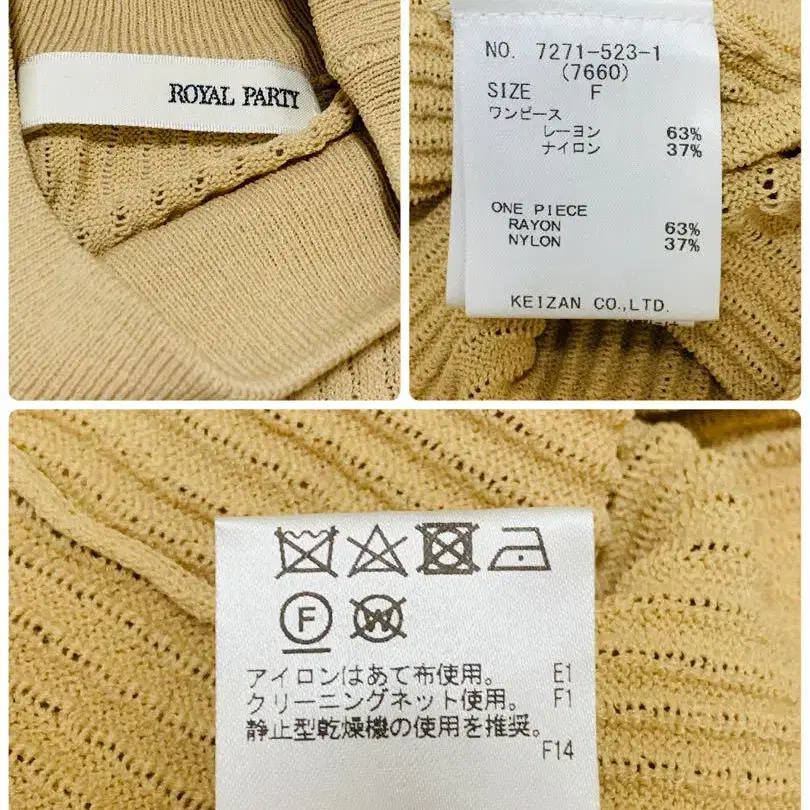 ROYAL PARTY
NO. 7271-523-1
(7660)
SIZE F
ワンピース
レーヨン 63%
ナイロン 37%
ONE PIECE
RAYON 63%
NYLON 37%
KEIZAN CO.,LTD.
F W
アイロンはあて布使用。 E1
クリーニングネット使用。 F1
静止型乾燥機の使用を推奨。
F14